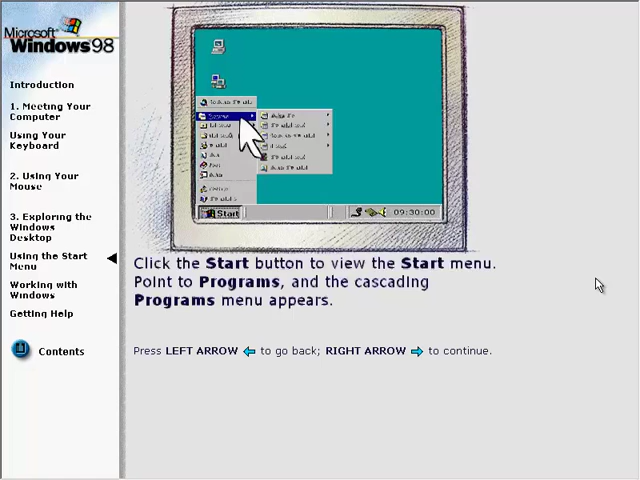 Microsoft
Windows 98
Introduction
1. Meeting Your
Computer
Using Your
Keyboard
2. Using Your
Mouse
3. Exploring the
Windows
Desktop
Using the Start
Menu
Working with
Windows
Getting Help
Contents
Start
09:30:00
Click the Start button to view the Start menu.
Point to Programs, and the cascading
Programs menu appears.
Press LEFT ARROW to go back; RIGHT ARROW to continue.